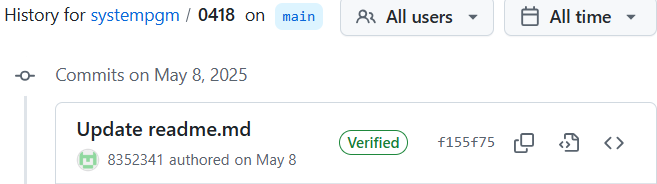 History for systempgm / 0418 on main All users All time
Commits on May 8, 2025
Update readme.md
Verified f155f75
8352341 authored on May 8